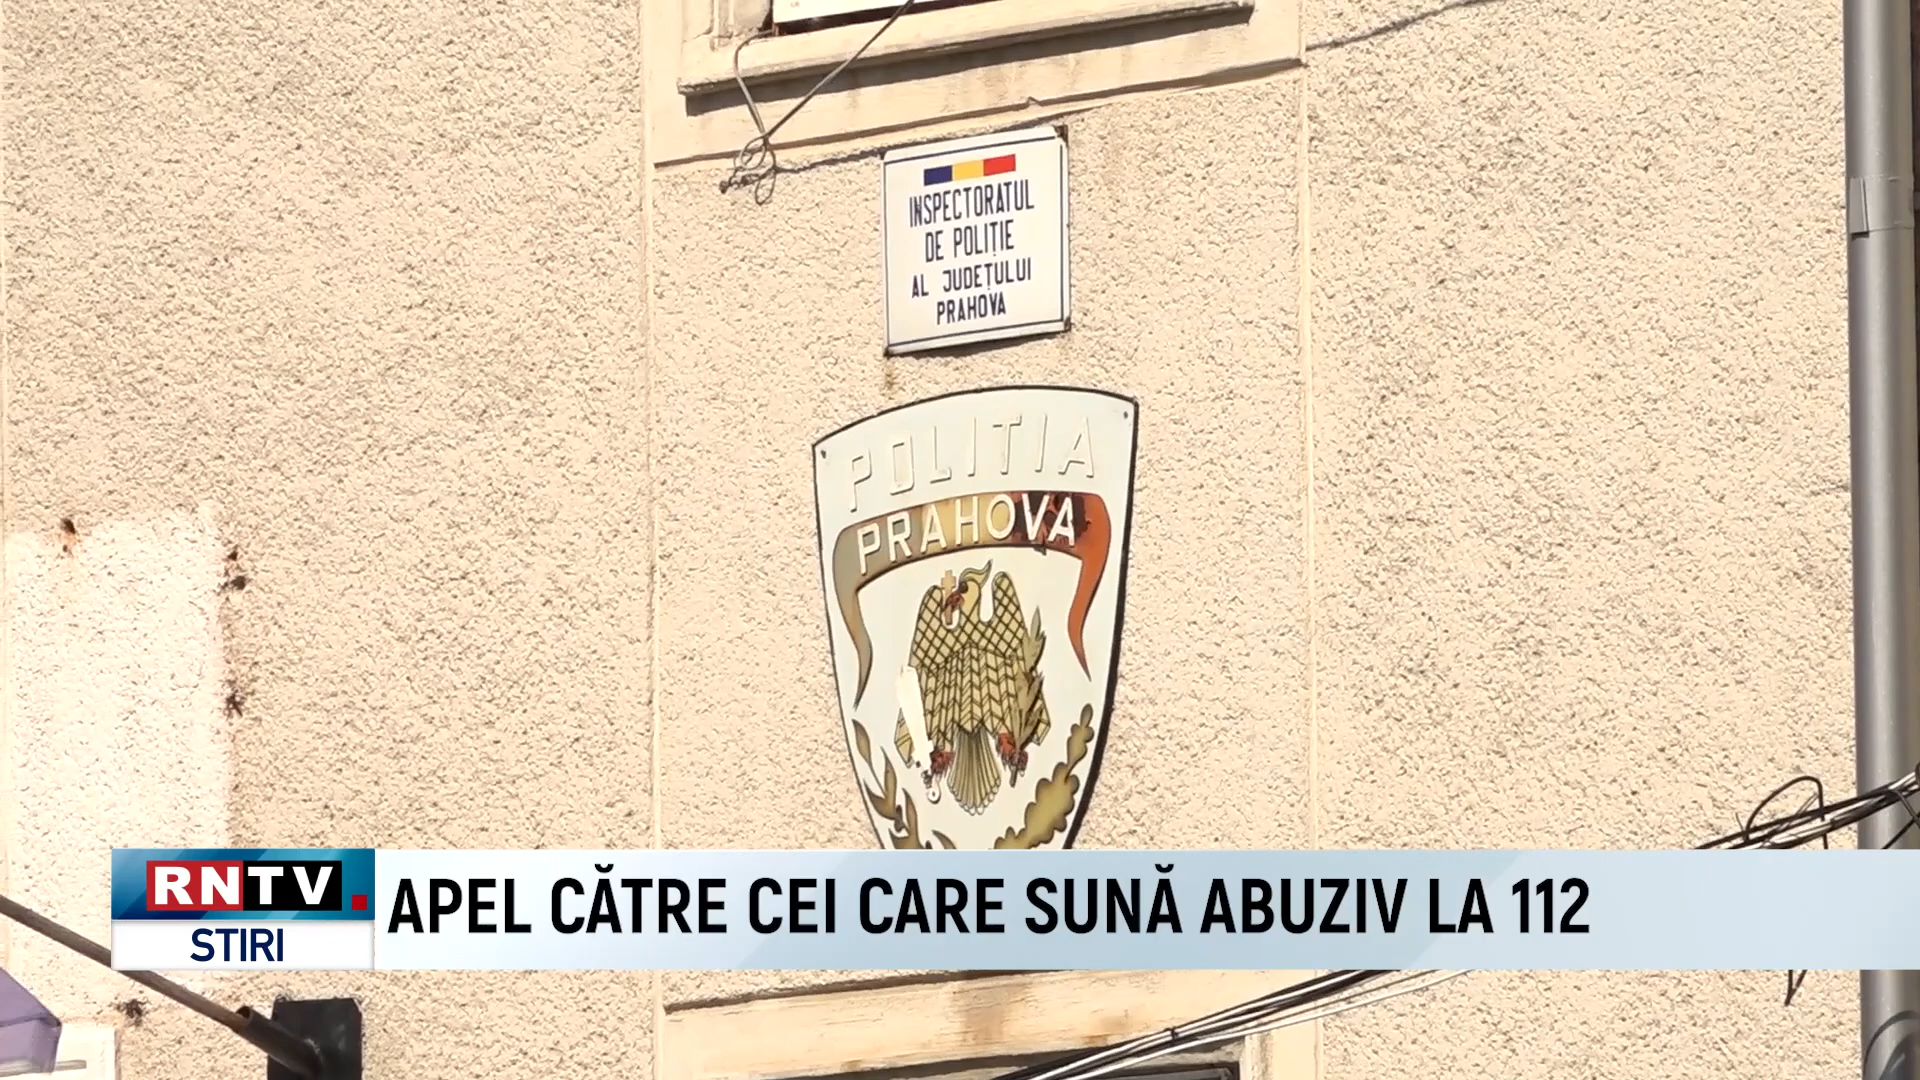 INSPECTORATUL
DE POLIȚIE
AL JUDEȚULUI
PRAHOVA
POLITIA
PRAHOVA
RNTV.
STIRI
APEL CĂTRE CEI CARE SUNĂ ABUZIV LA 112